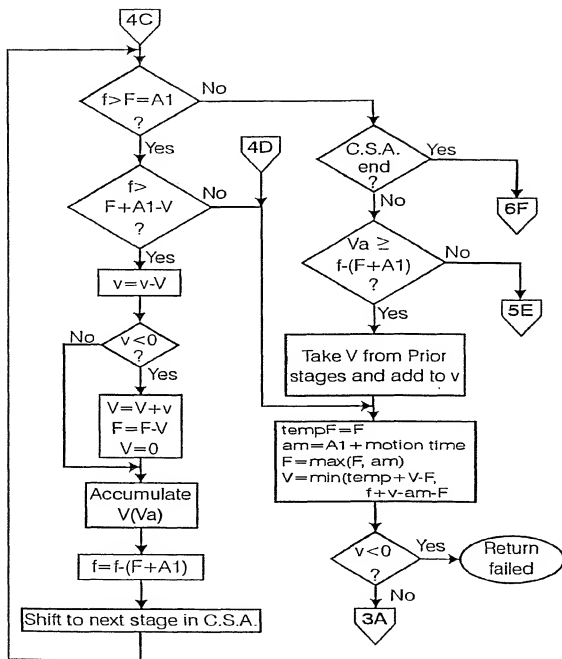 4C
f>F=A1
?
No
Yes
f>
F+A1-V
?
No
Yes
4D
v=v-V
v<0
?
No
Yes
V=V+v
F=F-V
V=0
Accumulate
V(Va)
f=f-(F+A1)
Shift to next stage in C.S.A.
C.S.A.
end
?
Yes
6F
No
Va ≥
f-(F+A1)
?
No
5E
Yes
Take V from Prior
stages and add to v
tempF=F
am=A1+motion time
F=max(F, am)
V=min(temp+V-F,
f+v-am-F
v<0
?
Yes
Return
failed
No
3A